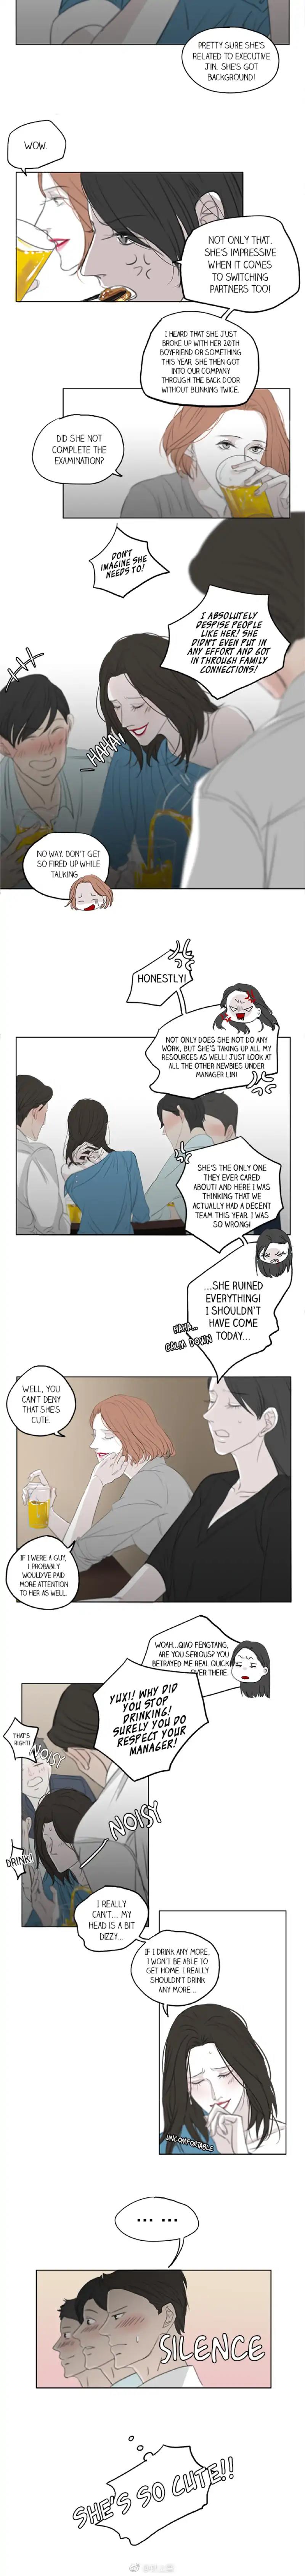 PRETTY SURE SHE'S
RELATED TO EXECUTIVE
JIN. SHE'S GOT
BACKGROUND!
WOW.
NOT ONLY THAT.
SHE'S IMPRESSIVE
WHEN IT COMES
TO SWITCHING
PARTNERS TOO!
I HEARD THAT SHE JUST
BROKE UP WITH HER 20TH
BOYFRIEND OR SOMETHING
THIS YEAR. SHE THEN GOT
INTO OUR COMPANY
THROUGH THE BACK DOOR
WITHOUT BLINKING TWICE.
DID SHE NOT
COMPLETE THE
EXAMINATION?
DON'T
IMAGINE SHE
NEEDS TO!
I ABSOLUTELY
DESPISE PEOPLE
LIKE HER! SHE
DIDN'T EVEN PUT IN
ANY EFFORT AND GOT
IN THROUGH FAMILY
CONNECTIONS!
HAHA!
NO WAY. DON'T GET
SO FIRED UP WHILE
TALKING
HONESTLY!
NOT ONLY DOES SHE NOT DO ANY
WORK, BUT SHE'S TAKING UP ALL MY
RESOURCES AS WELL! JUST LOOK AT
ALL THE OTHER NEWBIES UNDER
MANAGER LIN!
SHE'S THE ONLY ONE
THEY EVER CARED
ABOUT! AND HERE I WAS
THINKING THAT WE
ACTUALLY HAD A DECENT
TEAM THIS YEAR. I WAS
SO WRONG!
...SHE RUINED
EVERYTHING!
I SHOULDN'T
HAVE COME
TODAY...
HAHA...
CALM DOWN
WELL, YOU
CAN'T DENY
THAT SHE'S
CUTE.
IF I WERE A GUY,
I PROBABLY
WOULD'VE PAID
MORE ATTENTION
TO HER AS WELL.
WOAH...QIAO FENGTANG,
ARE YOU SERIOUS? YOU
BETRAYED ME REAL QUICK
OVER THERE.
YUXI! WHY DID
YOU STOP
DRINKING!
SURELY YOU DO
RESPECT YOUR
MANAGER!
THAT'S
RIGHT!
NOISY
NOISY
DRINK!
I REALLY
CAN'T... MY
HEAD IS A BIT
DIZZY...
IF I DRINK ANY MORE,
I WON'T BE ABLE TO
GET HOME. I REALLY
SHOULDN'T DRINK
ANY MORE...
UNCOMFORTABLE
... ...
SILENCE
SHE'S SO CUTE!!